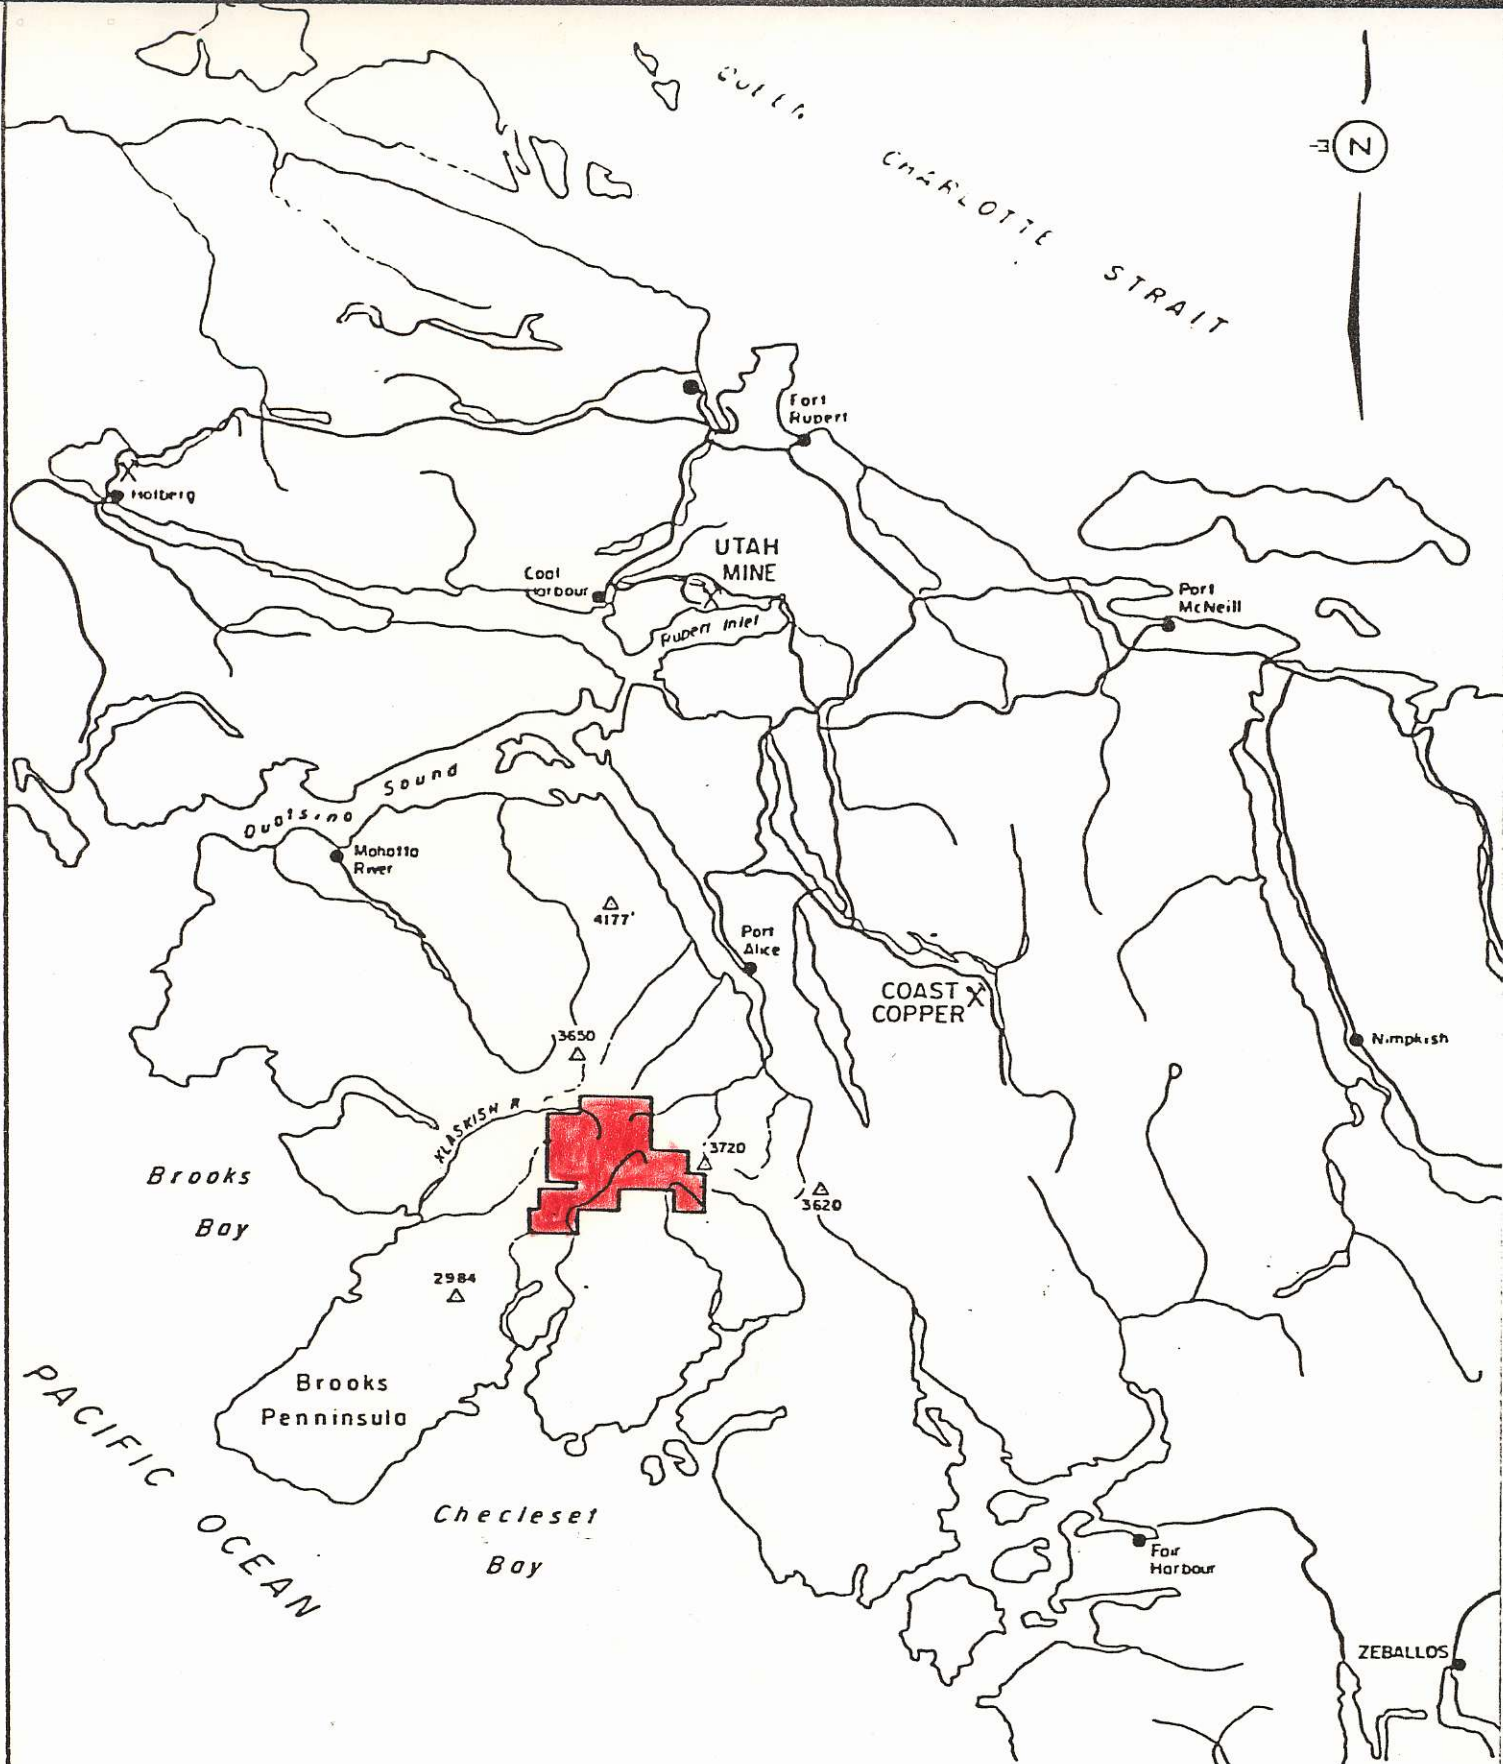 CHARLOTTE
STRAIT
N
Fort
Rupert
Holberg
UTAH
MINE
Coal
Harbour
Rupert Inlet
Port
McNeill
Quatsino Sound
Mahatta
River
4177'
Port
Alice
COAST
COPPER
3650
Nimpkish
KLASKISH R
3720
3620
Brooks
Bay
2984
Brooks
Penninsula
PACIFIC OCEAN
Checleset
Bay
Fair
Harbour
ZEBALLOS